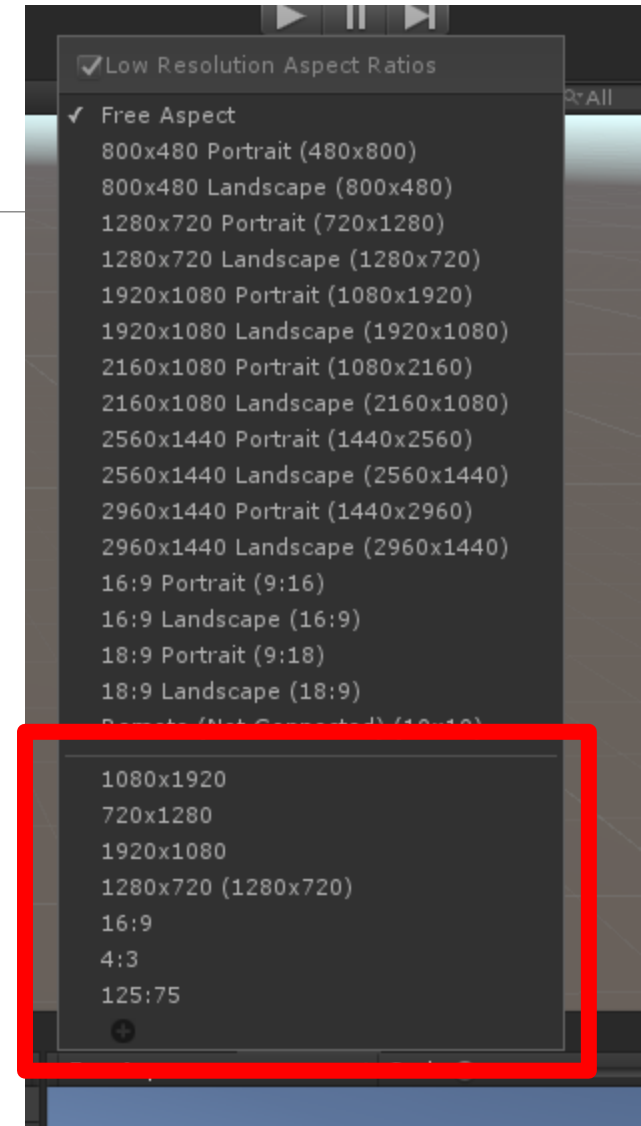 Low Resolution Aspect Ratios
All
Free Aspect
800x480 Portrait (480x800)
800x480 Landscape (800x480)
1280x720 Portrait (720x1280)
1280x720 Landscape (1280x720)
1920x1080 Portrait (1080x1920)
1920x1080 Landscape (1920x1080)
2160x1080 Portrait (1080x2160)
2160x1080 Landscape (2160x1080)
2560x1440 Portrait (1440x2560)
2560x1440 Landscape (2560x1440)
2960x1440 Portrait (1440x2960)
2960x1440 Landscape (2960x1440)
16:9 Portrait (9:16)
16:9 Landscape (16:9)
18:9 Portrait (9:18)
18:9 Landscape (18:9)
1080x1920
720x1280
1920x1080
1280x720 (1280x720)
16:9
4:3
125:75